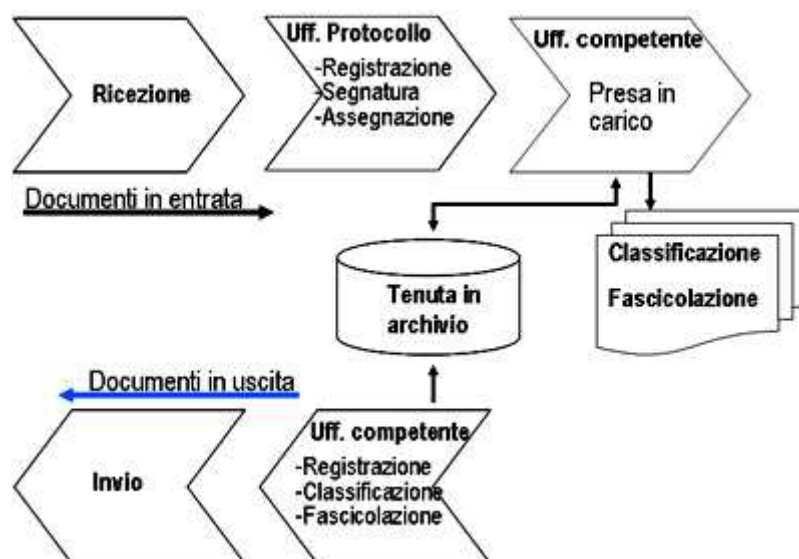 Ricezione
Uff. Protocollo
-Registrazione
-Segnatura
-Assegnazione
Uff. competente
Presa in
carico
Documenti in entrata
Classificazione
Fascicolazione
Tenuta in
archivio
Documenti in uscita
Invio
Uff. competente
-Registrazione
-Classificazione
-Fascicolazione